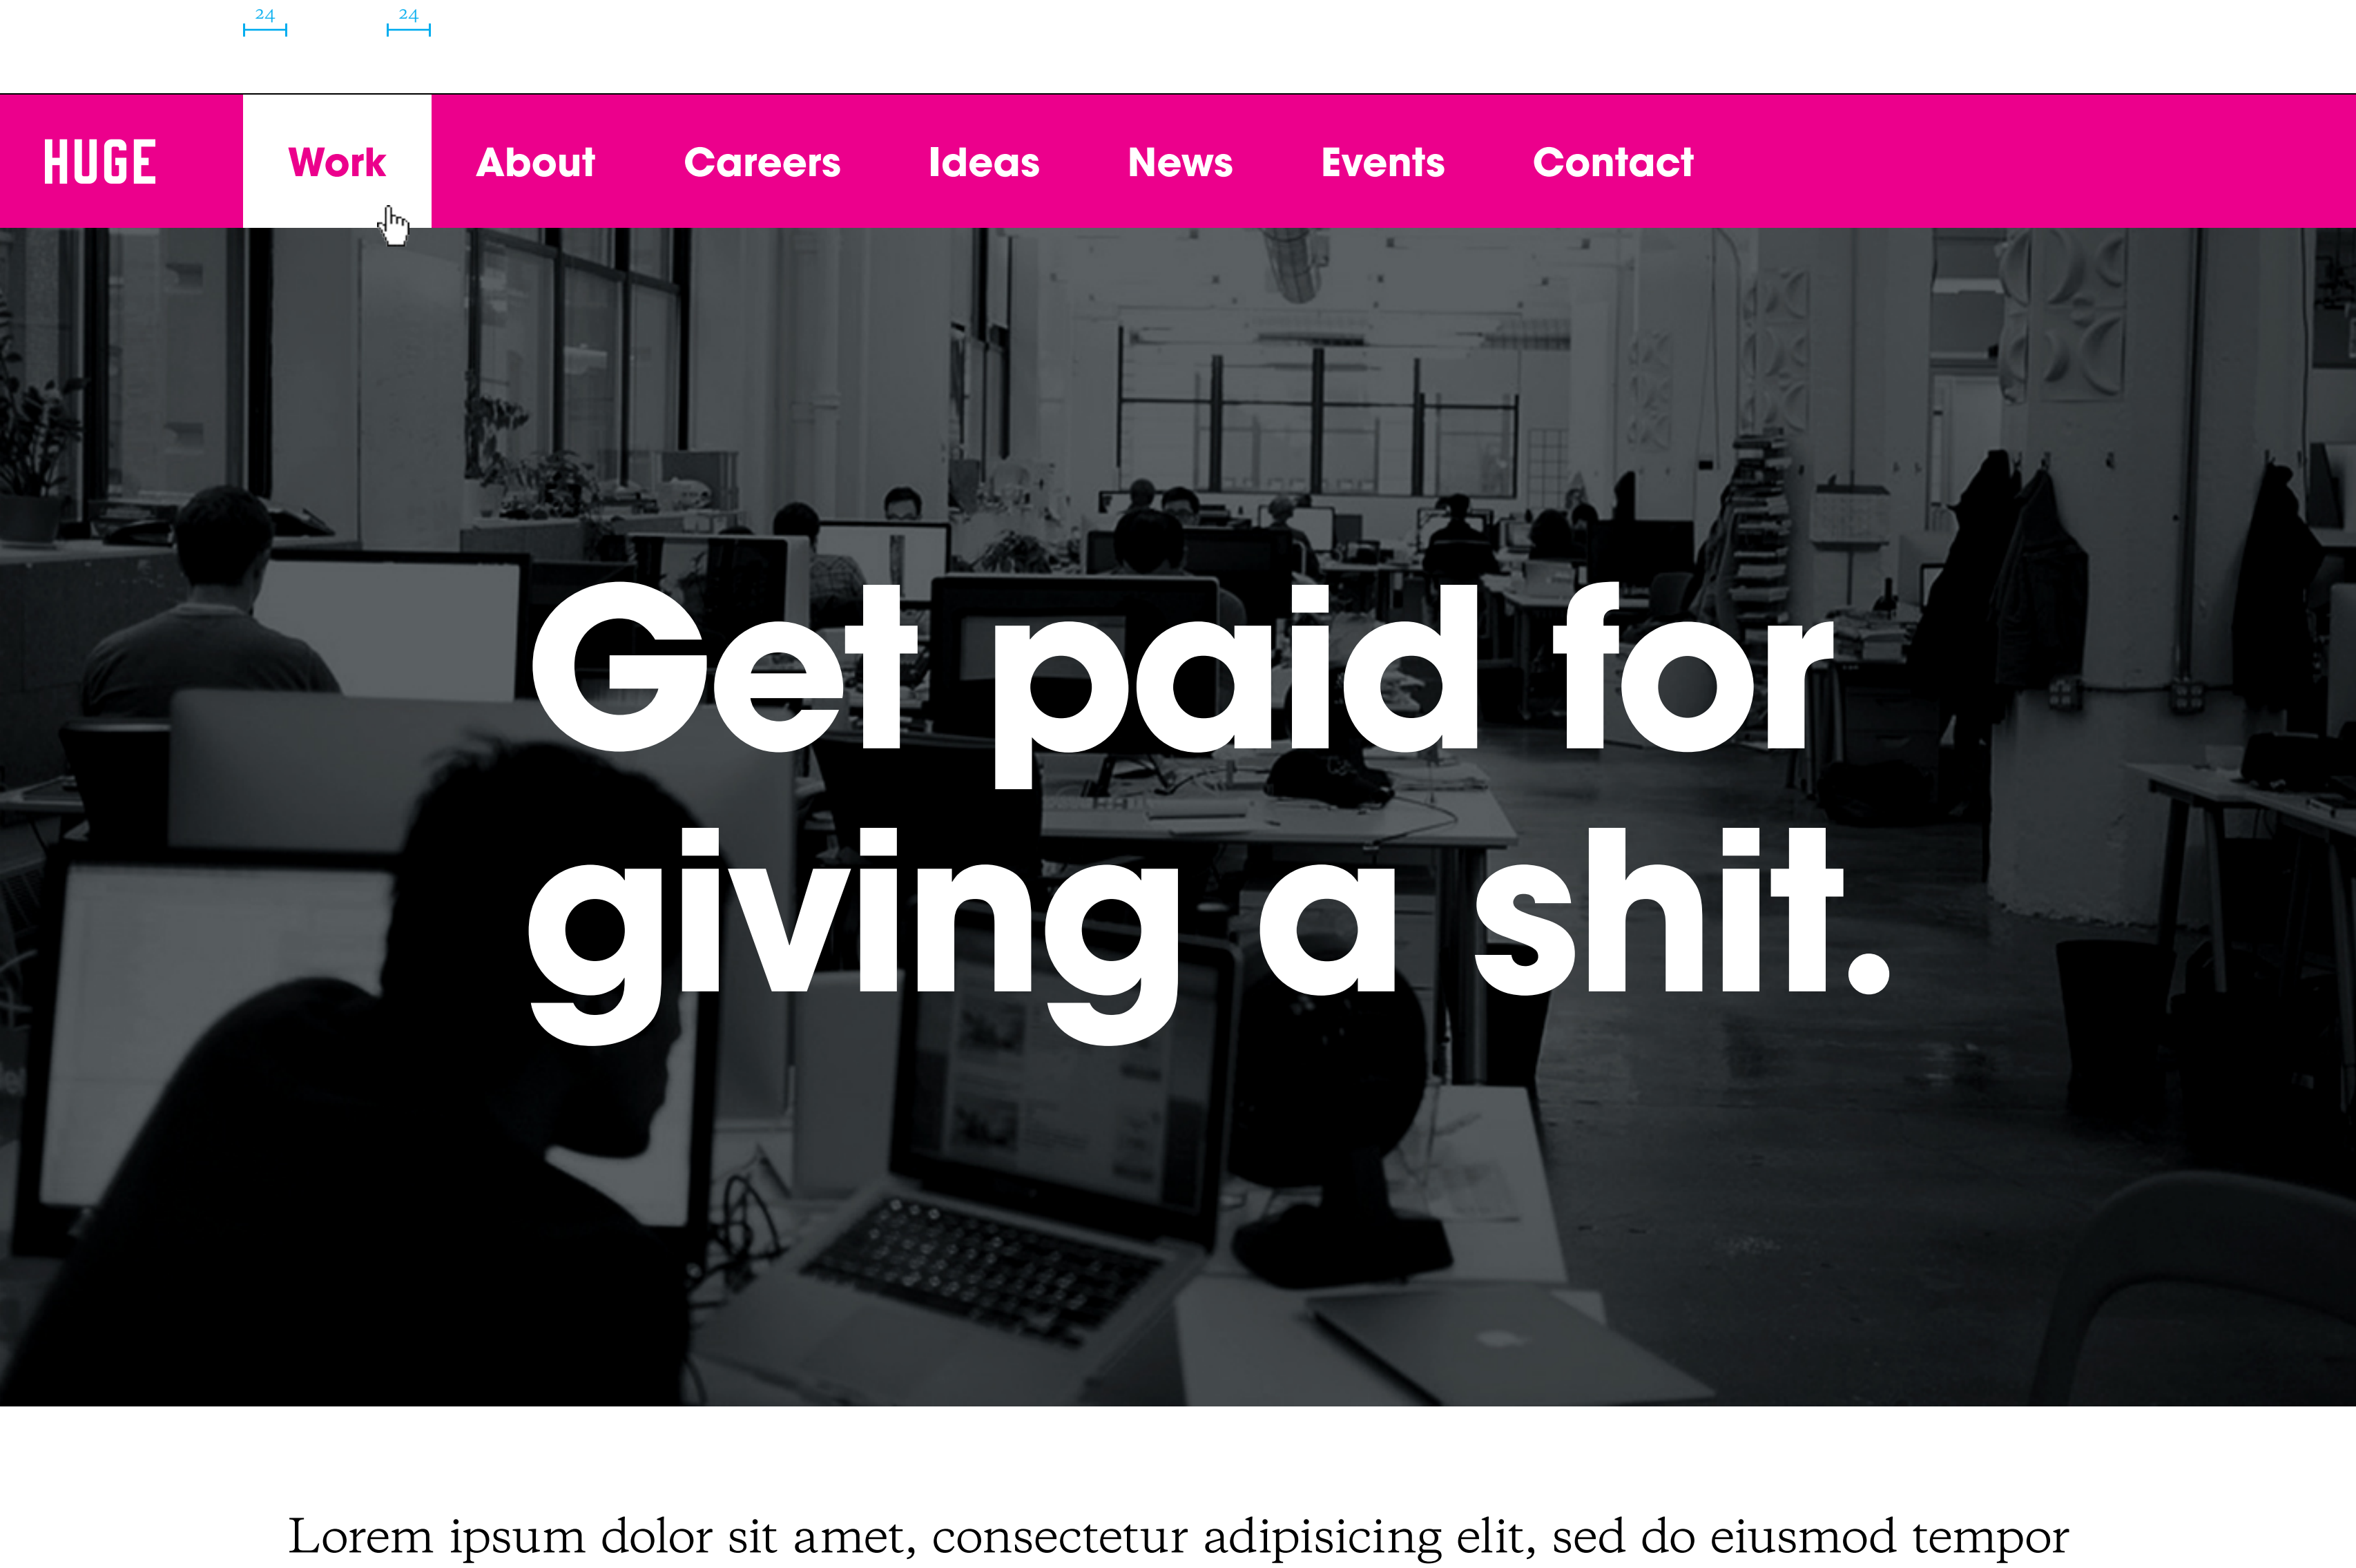 24 24
HUGE Work About Careers Ideas News Events Contact
Get paid for
giving a shit.
Lorem ipsum dolor sit amet, consectetur adipisicing elit, sed do eiusmod tempor